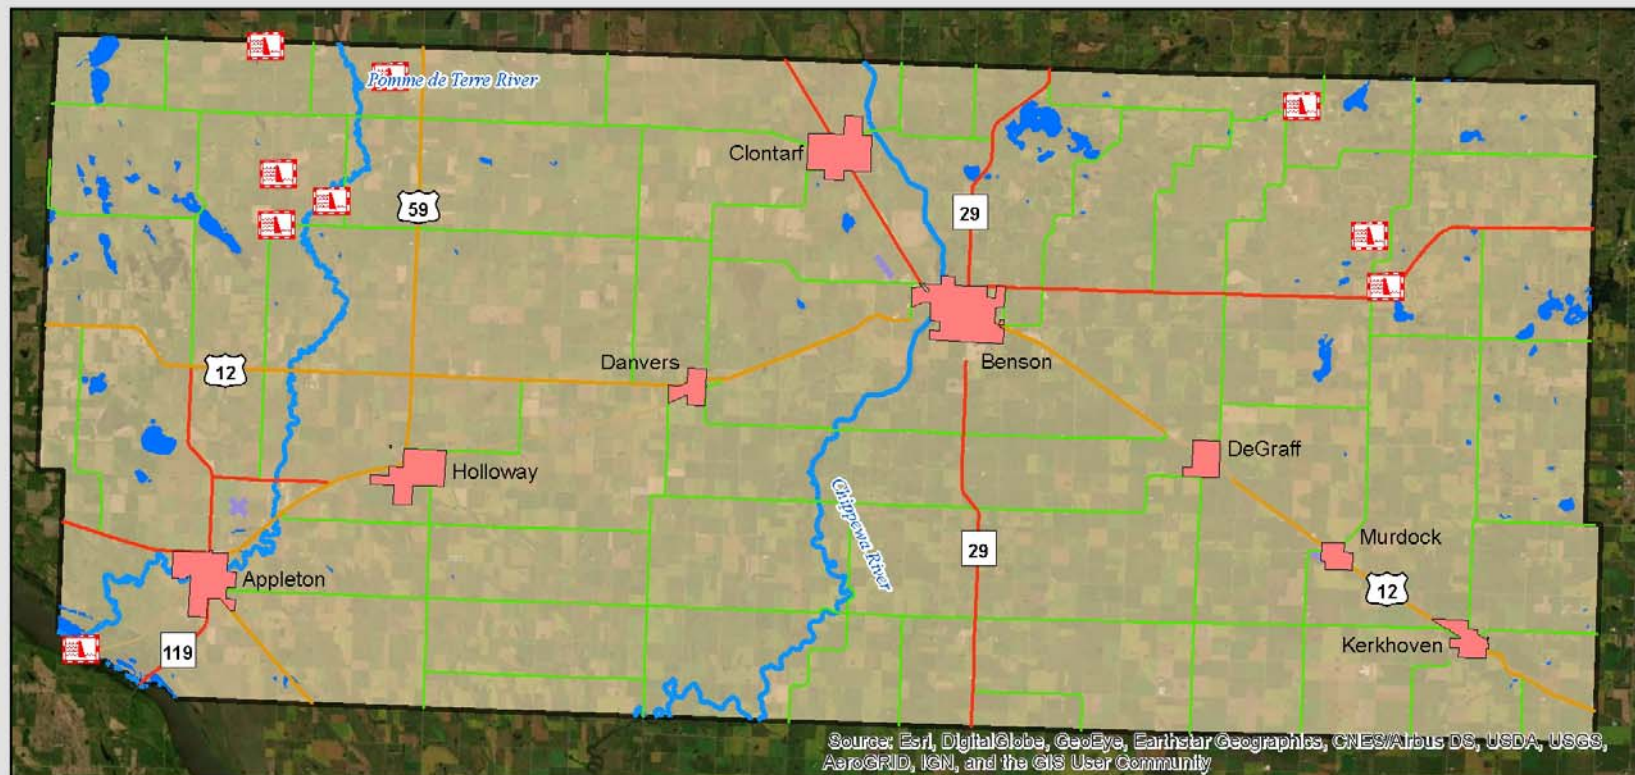 Pomme de Terre River
Clontarf
59
29
12
Danvers
Benson
Holloway
DeGraff
Chippewa River
29
Murdock
Appleton
12
119
Kerkhoven
Source: Esri, DigitalGlobe, GeoEye, Earthstar Geographics, CNES/Airbus DS, USDA, USGS,
AeroGRID, IGN, and the GIS User Community